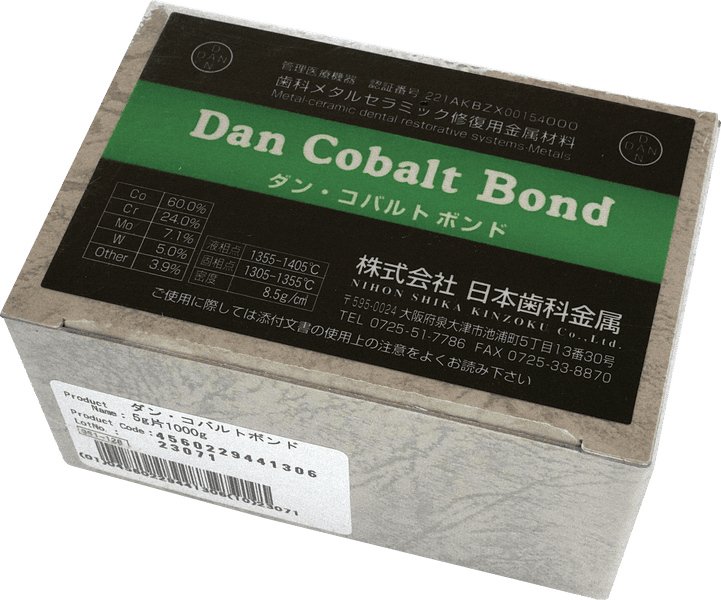 D
DAN
N
管理医療機器 認証番号 221AKBZX00154000
歯科メタルセラミック修復用金属材料
Metal-ceramic dental restorative systems-Metals
D
DAN
N
Dan Cobalt Bond
ダン・コバルトボンド
Co 60.0%
Cr 24.0%
Mo 7.1%
W 5.0%
Other 3.9%
液相点 1355-1405℃
固相点 1305-1355℃
密度 8.5g/cm³
株式会社 日本歯科金属
NIHON SHIKA KINZOKU Co.,Ltd.
〒595-0024 大阪府泉大津市池浦町5丁目13番30号
TEL 0725-51-7786 FAX 0725-33-8870
ご使用に際しては添付文書の使用上の注意をよくお読み下さい
Product Name : ダン・コバルトボンド
5g片1000g
Product Code : 4560229441306
LotNo. : 23071
981-128
(01)04560229441306(10)23071